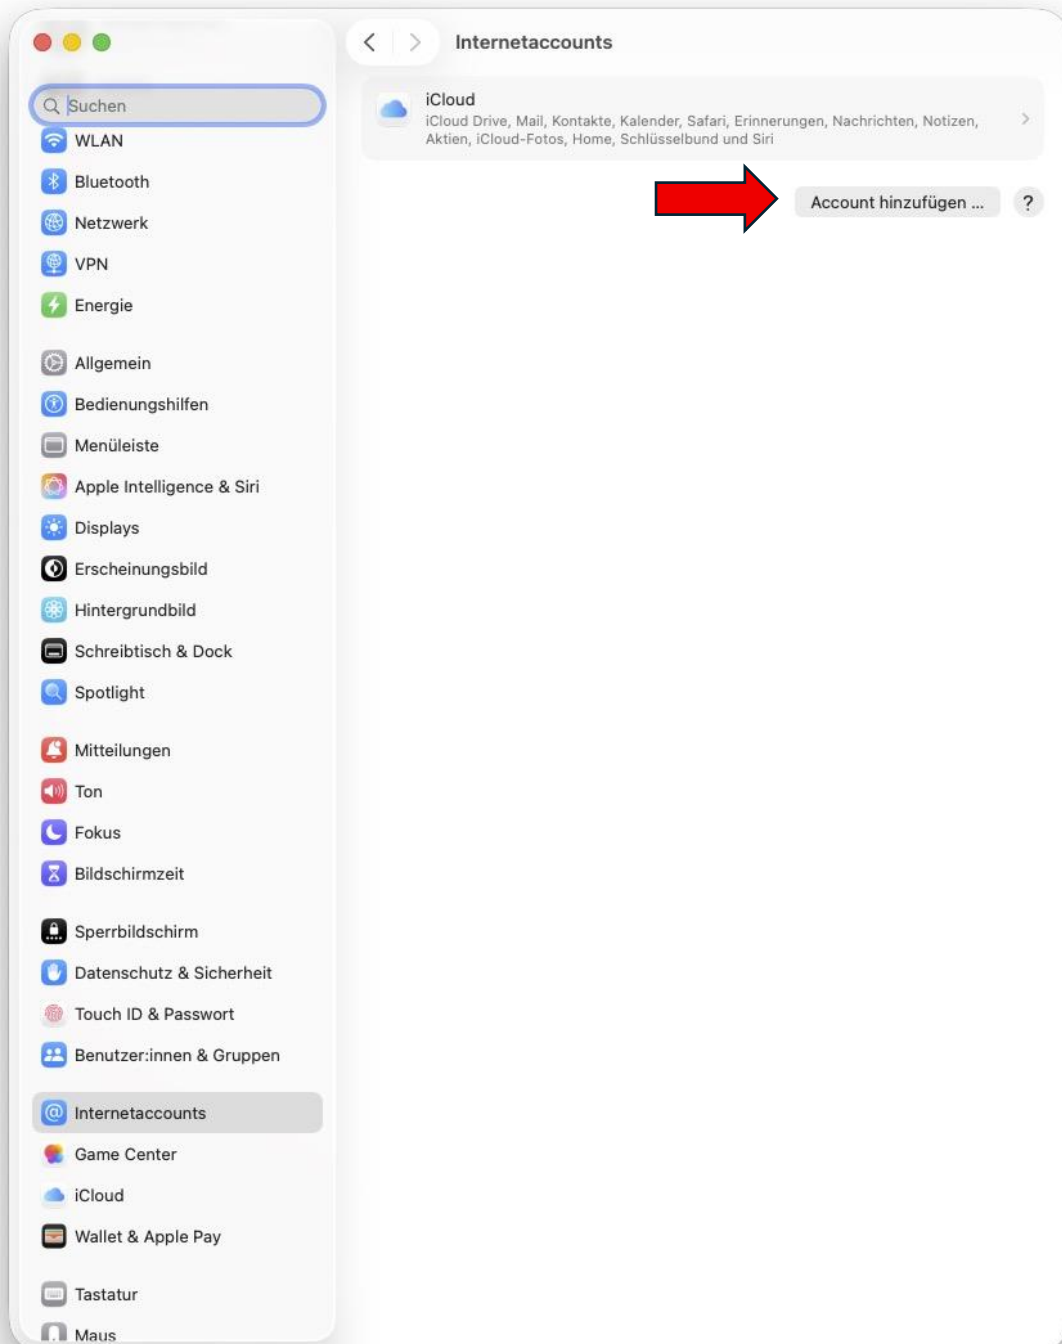 Internetaccounts
Suchen
WLAN
Bluetooth
Netzwerk
VPN
Energie
Allgemein
Bedienungshilfen
Menüleiste
Apple Intelligence & Siri
Displays
Erscheinungsbild
Hintergrundbild
Schreibtisch & Dock
Spotlight
Mitteilungen
Ton
Fokus
Bildschirmzeit
Sperrbildschirm
Datenschutz & Sicherheit
Touch ID & Passwort
Benutzer:innen & Gruppen
Internetaccounts
Game Center
iCloud
Wallet & Apple Pay
Tastatur
Maus
iCloud
iCloud Drive, Mail, Kontakte, Kalender, Safari, Erinnerungen, Nachrichten, Notizen,
Aktien, iCloud-Fotos, Home, Schlüsselbund und Siri
Account hinzufügen ... ?